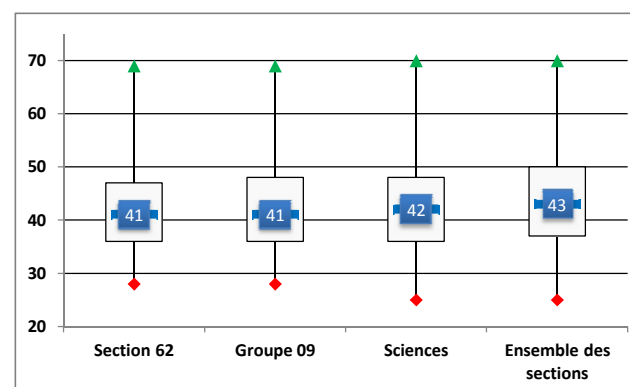 70
60
50
40
30
20
41
41
42
43
Section 62
Groupe 09
Sciences
Ensemble des
sections